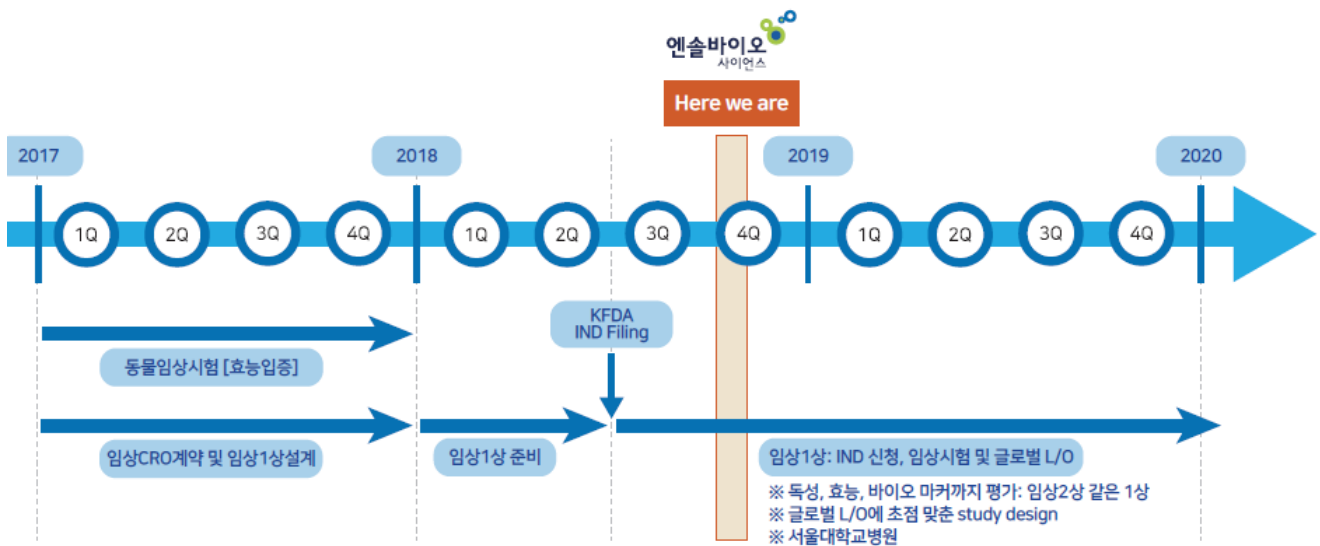 엔솔바이오
사이언스
Here we are
2017
2018
2019
2020
1Q
2Q
3Q
4Q
1Q
2Q
3Q
4Q
1Q
2Q
3Q
4Q
KFDA
IND Filing
동물임상시험 [효능입증]
임상CRO계약 및 임상1상설계
임상1상 준비
임상1상: IND 신청, 임상시험 및 글로벌 L/O
※ 독성, 효능, 바이오 마커까지 평가: 임상2상 같은 1상
※ 글로벌 L/O에 초점 맞춘 study design
※ 서울대학교병원